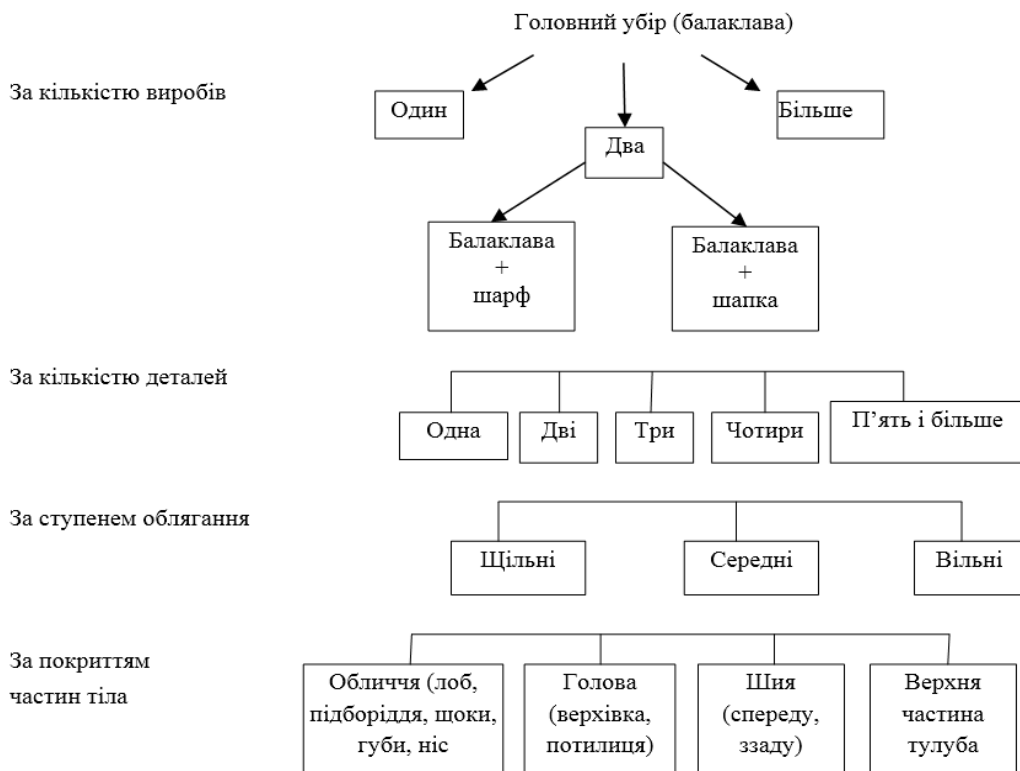 Головний убір (балаклава)
За кількістю виробів
Один
Більше
Два
Балаклава
+
шарф
Балаклава
+
шапка
За кількістю деталей
Одна
Дві
Три
Чотири
П’ять і більше
За ступенем облягання
Щільні
Середні
Вільні
За покриттям
частин тіла
Обличчя (лоб,
підборіддя, щоки,
губи, ніс
Голова
(верхівка,
потилиця)
Шия
(спереду,
ззаду)
Верхня
частина
тулуба